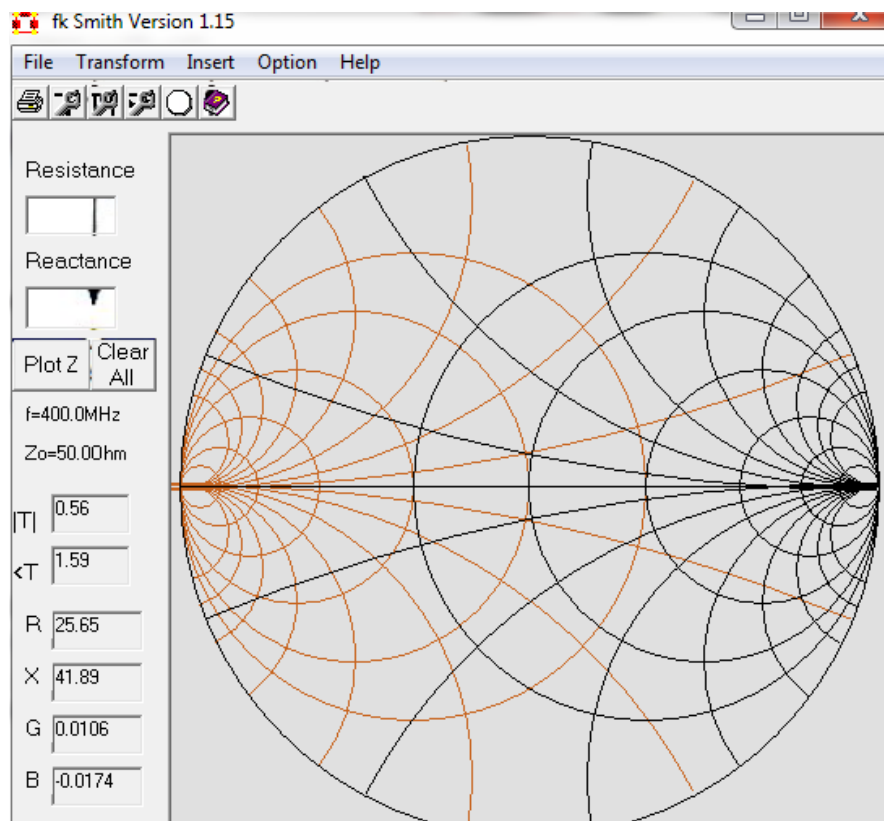 fk Smith Version 1.15
File Transform Insert Option Help
Resistance
Reactance
Plot Z
Clear All
f=400.0MHz
Zo=50.00hm
|T| 0.56
<T 1.59
R 25.65
X 41.89
G 0.0106
B -0.0174